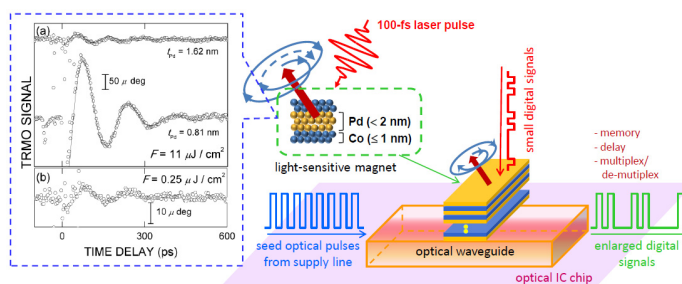 (a)
t_Pd = 1.62 nm
50 μ deg
t_Pd = 0.81 nm
F = 11 μJ / cm²
(b)
F = 0.25 μJ / cm²
10 μ deg
TRMO SIGNAL
0
150
300
450
600
TIME DELAY (ps)
100-fs laser pulse
Pd (< 2 nm)
Co (≤ 1 nm)
light-sensitive magnet
small digital signals
- memory
- delay
- multiplex/
de-mutiplex
seed optical pulses
from supply line
optical waveguide
enlarged digital
signals
optical IC chip